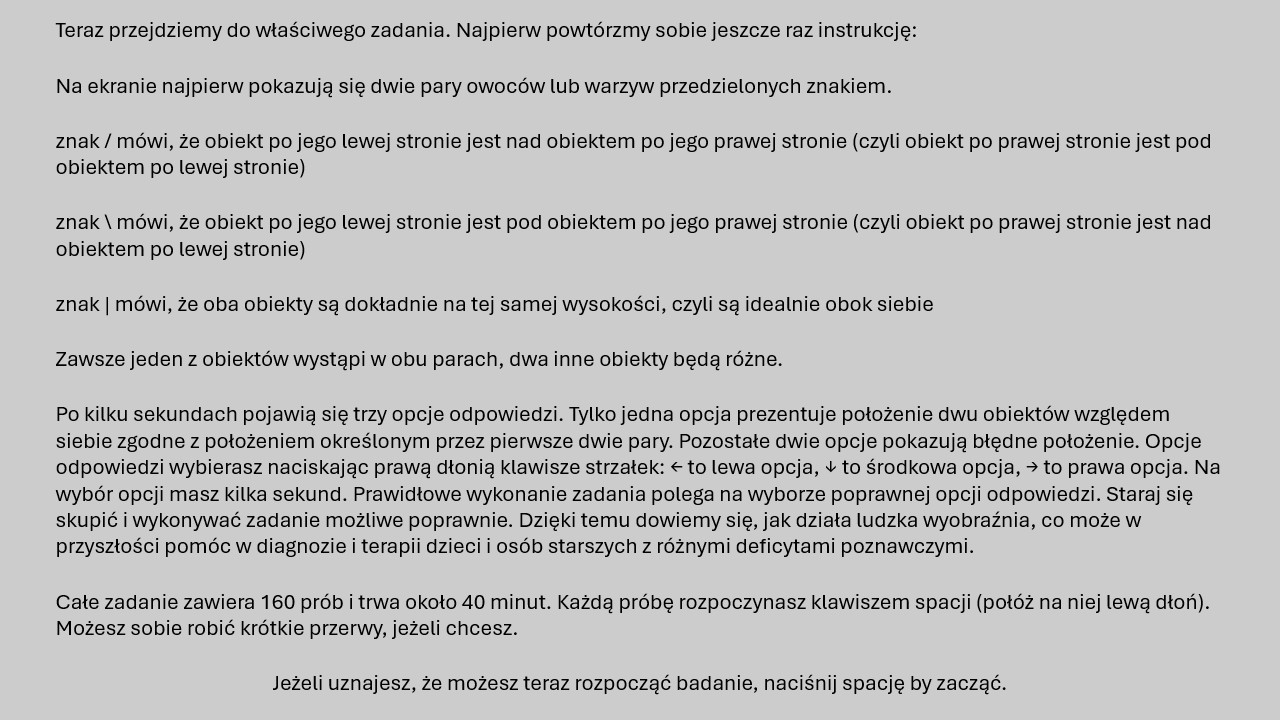 Teraz przejdziemy do właściwego zadania. Najpierw powtórzmy sobie jeszcze raz instrukcję:
Na ekranie najpierw pokazują się dwie pary owoców lub warzyw przedzielonych znakiem.
znak / mówi, że obiekt po jego lewej stronie jest nad obiektem po jego prawej stronie (czyli obiekt po prawej stronie jest pod
obiektem po lewej stronie)
znak \ mówi, że obiekt po jego lewej stronie jest pod obiektem po jego prawej stronie (czyli obiekt po prawej stronie jest nad
obiektem po lewej stronie)
znak | mówi, że oba obiekty są dokładnie na tej samej wysokości, czyli są idealnie obok siebie
Zawsze jeden z obiektów wystąpi w obu parach, dwa inne obiekty będą różne.
Po kilku sekundach pojawią się trzy opcje odpowiedzi. Tylko jedna opcja prezentuje położenie dwu obiektów względem
siebie zgodne z położeniem określonym przez pierwsze dwie pary. Pozostałe dwie opcje pokazują błędne położenie. Opcje
odpowiedzi wybierasz naciskając prawą dłonią klawisze strzałek: ← to lewa opcja, ↓ to środkowa opcja, → to prawa opcja. Na
wybór opcji masz kilka sekund. Prawidłowe wykonanie zadania polega na wyborze poprawnej opcji odpowiedzi. Staraj się
skupić i wykonywać zadanie możliwe poprawnie. Dzięki temu dowiemy się, jak działa ludzka wyobraźnia, co może w
przyszłości pomóc w diagnozie i terapii dzieci i osób starszych z różnymi deficytami poznawczymi.
Całe zadanie zawiera 160 prób i trwa około 40 minut. Każdą próbę rozpoczynasz klawiszem spacji (połóż na niej lewą dłoń).
Możesz sobie robić krótkie przerwy, jeżeli chcesz.
Jeżeli uznajesz, że możesz teraz rozpocząć badanie, naciśnij spację by zacząć.